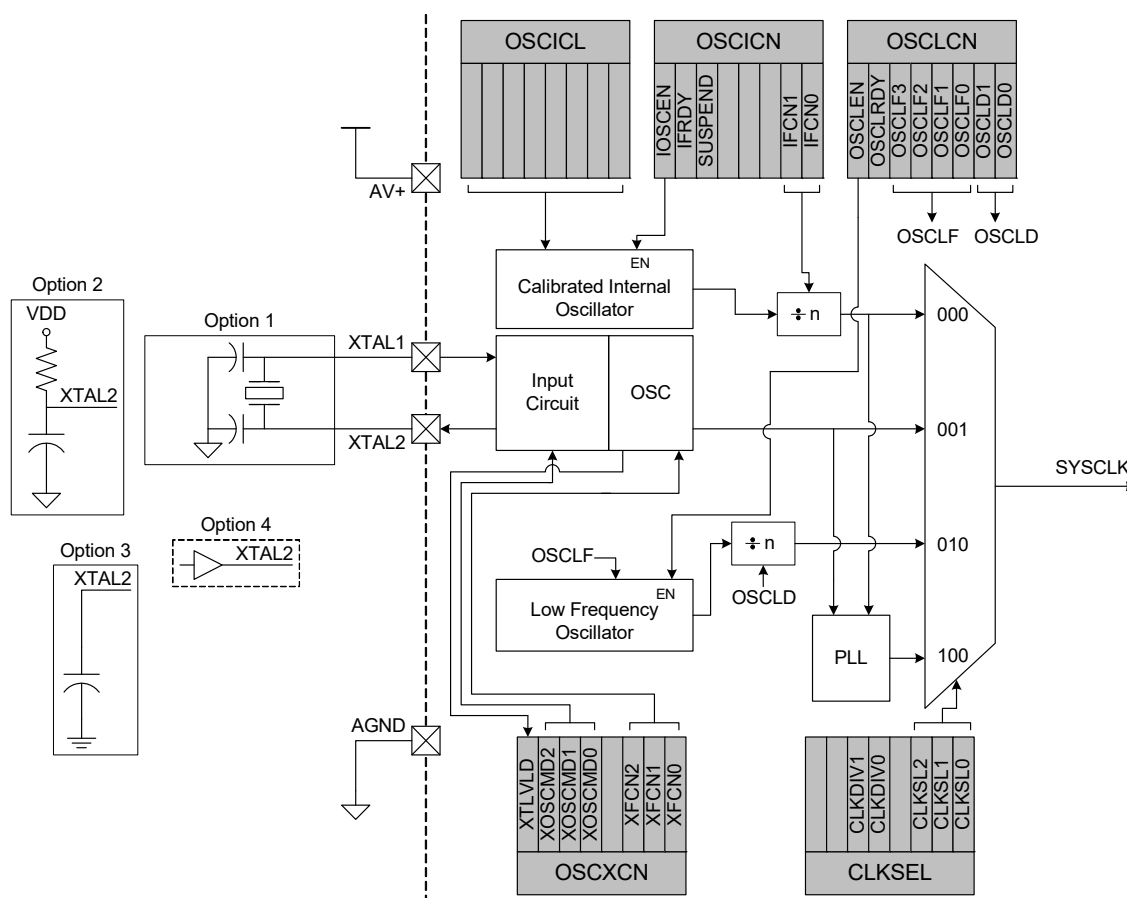 OSCICL
OSCICN
OSCLCN
IOSCEN
IFRDY
SUSPEND
IFCN1
IFCN0
OSCLEN
OSCLRDY
OSCLF3
OSCLF2
OSCLF1
OSCLF0
OSCLD1
OSCLD0
AV+
OSCLF
OSCLD
EN
Calibrated Internal
Oscillator
÷ n
000
Option 2
VDD
XTAL2
Option 1
XTAL1
XTAL2
Input
Circuit
OSC
001
SYSCLK
Option 4
XTAL2
Option 3
XTAL2
OSCLF
EN
Low Frequency
Oscillator
÷ n
OSCLD
010
PLL
100
AGND
XTLVLD
XOSCMD2
XOSCMD1
XOSCMD0
XFCN2
XFCN1
XFCN0
OSCXCN
CLKDIV1
CLKDIV0
CLKSL2
CLKSL1
CLKSL0
CLKSEL